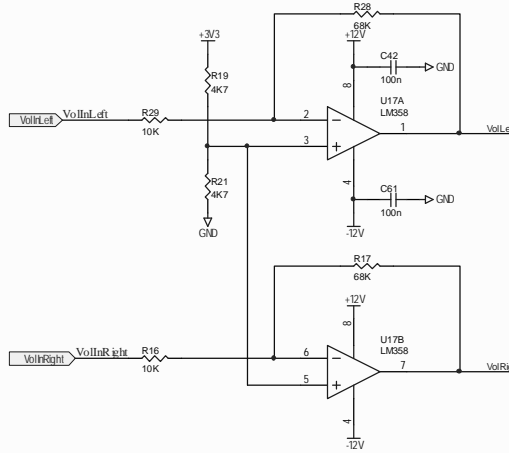 R28
68K
+3V3
+12V
C42
100n
GND
R19
4K7
8
U17A
LM358
VolInLeft
VolInLeft
R29
10K
2
3
1
VolLe
R21
4K7
GND
4
C61
100n
GND
-12V
R17
68K
+12V
8
U17B
LM358
VolInRight
VolInRight
R16
10K
6
5
7
VolRi
4
-12V